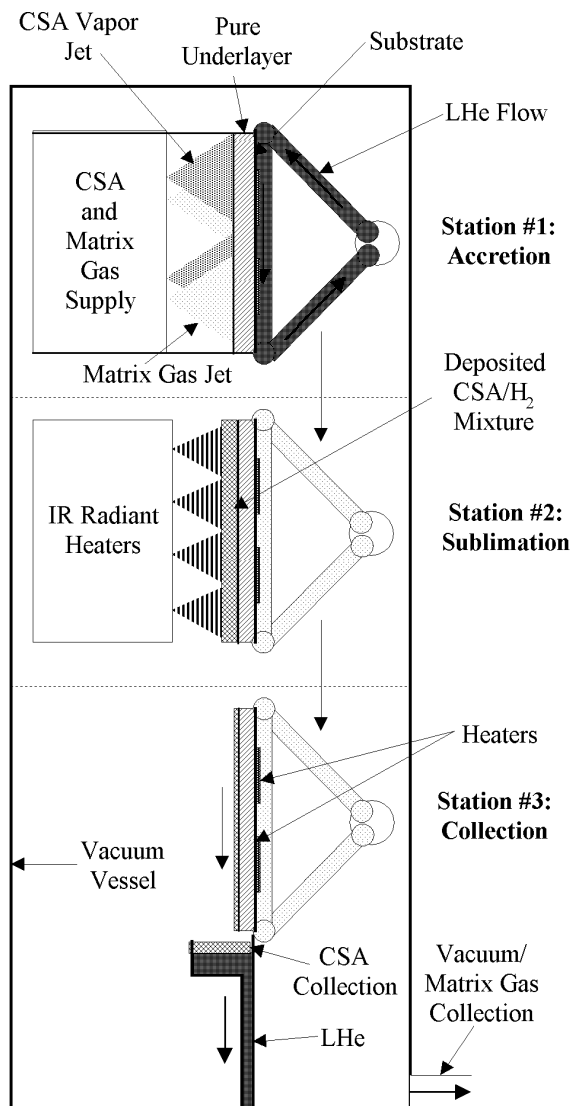 CSA Vapor
Jet
Pure
Underlayer
Substrate
LHe Flow
CSA
and
Matrix
Gas
Supply
Station #1:
Accretion
Matrix Gas Jet
Deposited
CSA/H₂
Mixture
IR Radiant
Heaters
Station #2:
Sublimation
Heaters
Station #3:
Collection
Vacuum
Vessel
CSA
Collection
Vacuum/
Matrix Gas
Collection
LHe